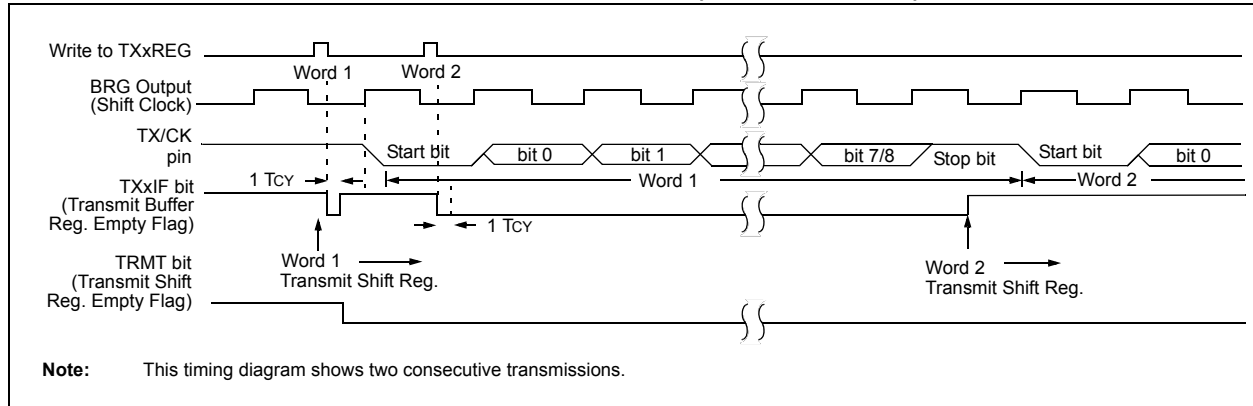 Write to TXxREG
Word 1
Word 2
BRG Output
(Shift Clock)
TX/CK
pin
Start bit
bit 0
bit 1
bit 7/8
Stop bit
Start bit
bit 0
Word 1
Word 2
1 TCY
TXxIF bit
(Transmit Buffer
Reg. Empty Flag)
1 TCY
Word 1
Transmit Shift Reg.
Word 2
Transmit Shift Reg.
TRMT bit
(Transmit Shift
Reg. Empty Flag)
Note: This timing diagram shows two consecutive transmissions.